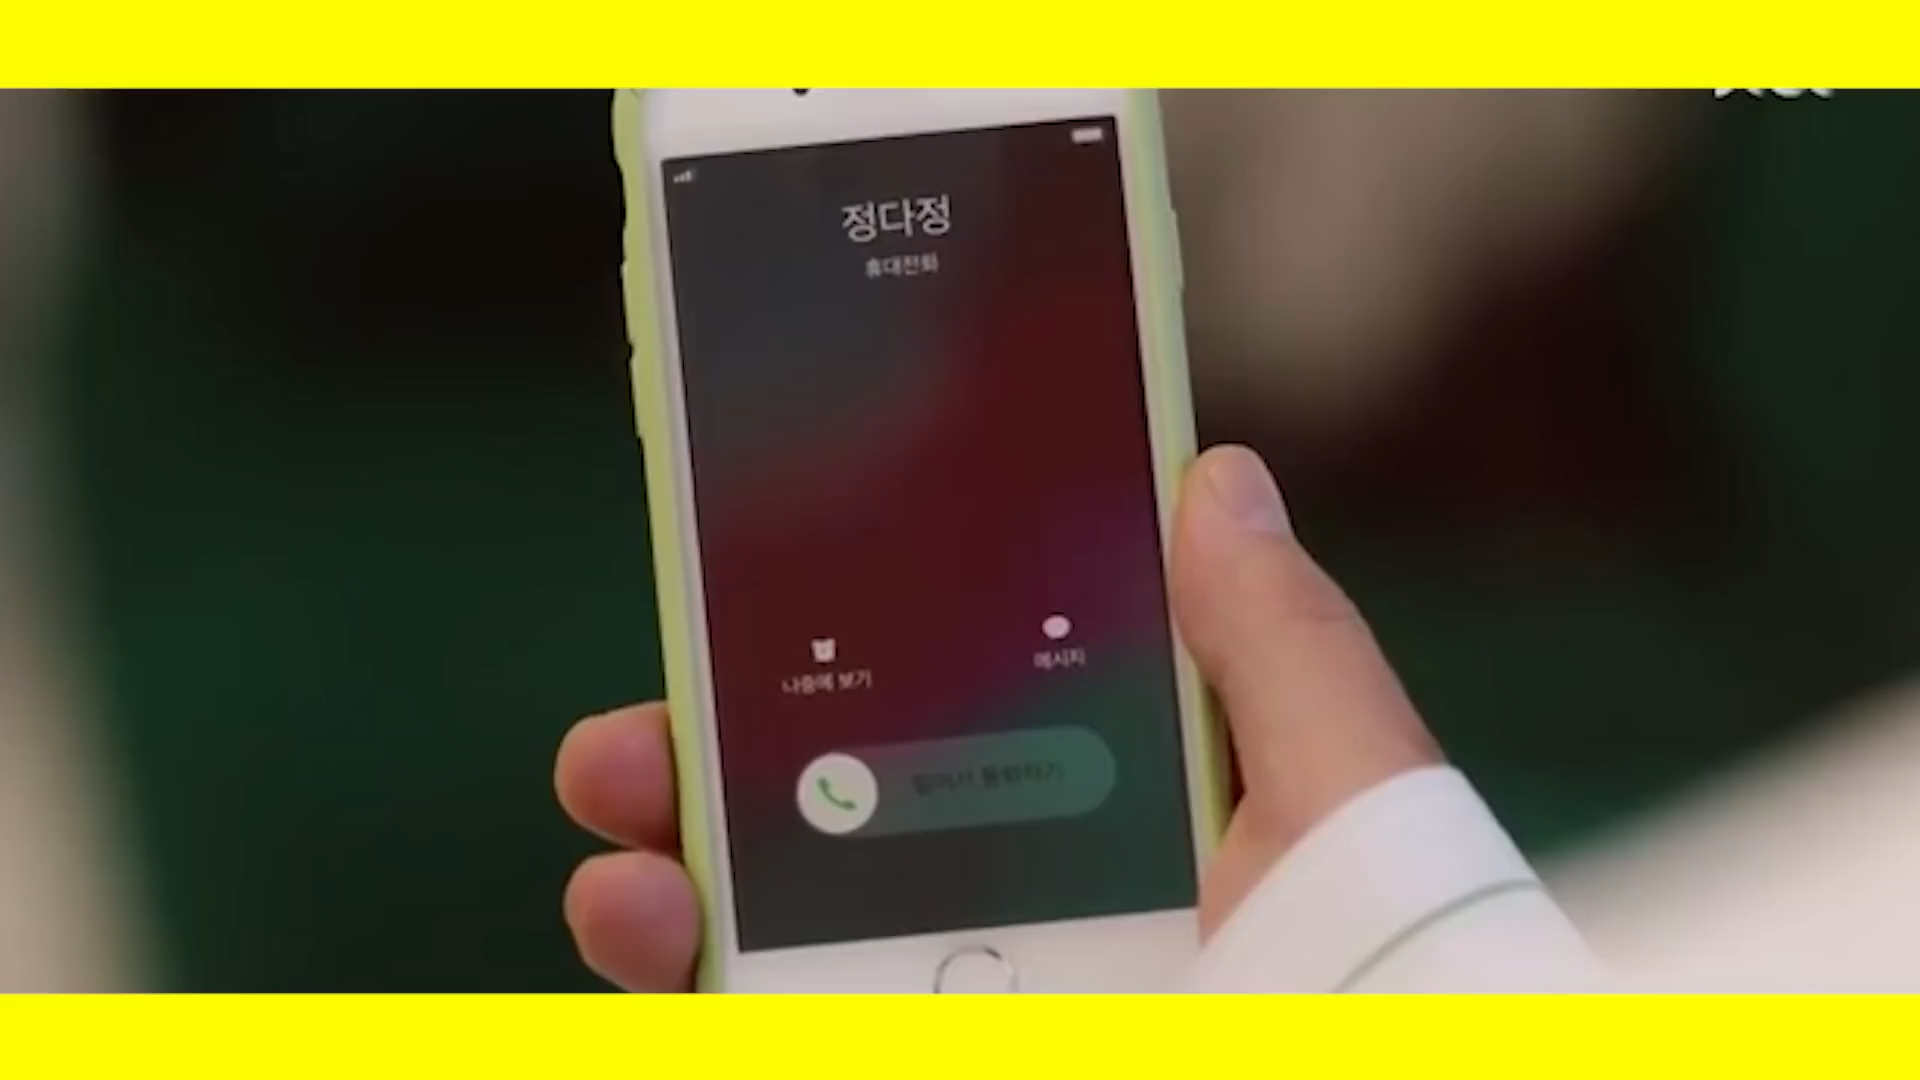 정다정
휴대전화
나중에 보기
메시지
밀어서 통화하기